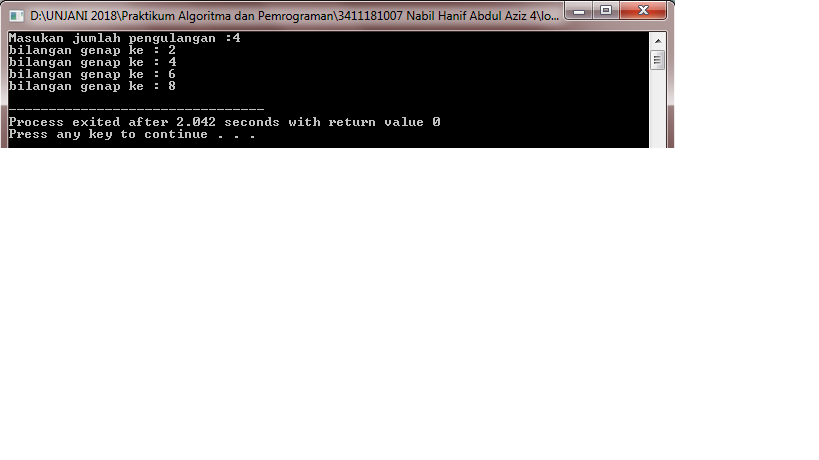 D:\UNJANI 2018\Praktikum Algoritma dan Pemrograman\3411181007 Nabil Hanif Abdul Aziz 4\lo...
Masukan jumlah pengulangan :4
bilangan genap ke : 2
bilangan genap ke : 4
bilangan genap ke : 6
bilangan genap ke : 8
--------------------------------
Process exited after 2.042 seconds with return value 0
Press any key to continue . . .